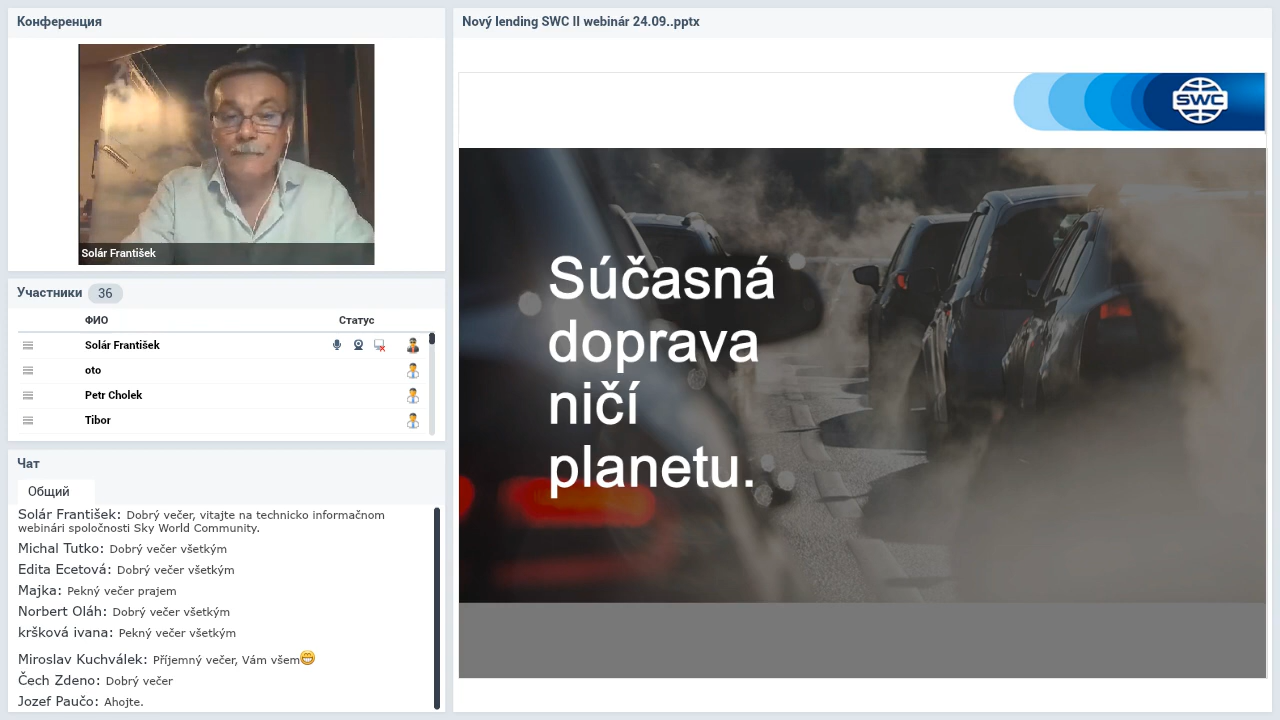 Конференция
Solár František
Участники 36
ФИО Статус
Solár František
oto
Petr Cholek
Tibor
Чат
Общий
Solár František: Dobrý večer, vitajte na technicko informačnom
webinári spoločnosti Sky World Community.
Michal Tutko: Dobrý večer všetkým
Edita Ecetová: Dobrý večer všetkým
Majka: Pekný večer prajem
Norbert Oláh: Dobrý večer všetkým
kršková ivana: Pekný večer všetkým
Miroslav Kuchválek: Příjemný večer, Vám všem
Čech Zdeno: Dobrý večer
Jozef Paučo: Ahojte.
Nový lending SWC II webinár 24.09..pptx
SWC
Súčasná
doprava
ničí
planetu.